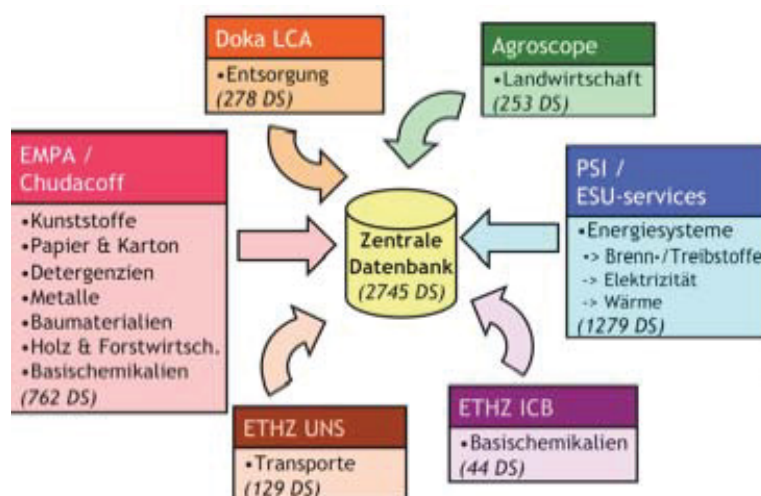 Doka LCA
•Entsorgung
(278 DS)
Agroscope
•Landwirtschaft
(253 DS)
EMPA /
Chudacoff
•Kunststoffe
•Papier & Karton
•Detergenzien
•Metalle
•Baumaterialien
•Holz & Forstwirtsch.
•Basischemikalien
(762 DS)
Zentrale
Datenbank
(2745 DS)
PSI /
ESU-services
•Energiesysteme
-> Brenn-/Treibstoffe
-> Elektrizität
-> Wärme
(1279 DS)
ETHZ UNS
•Transporte
(129 DS)
ETHZ ICB
•Basischemikalien
(44 DS)